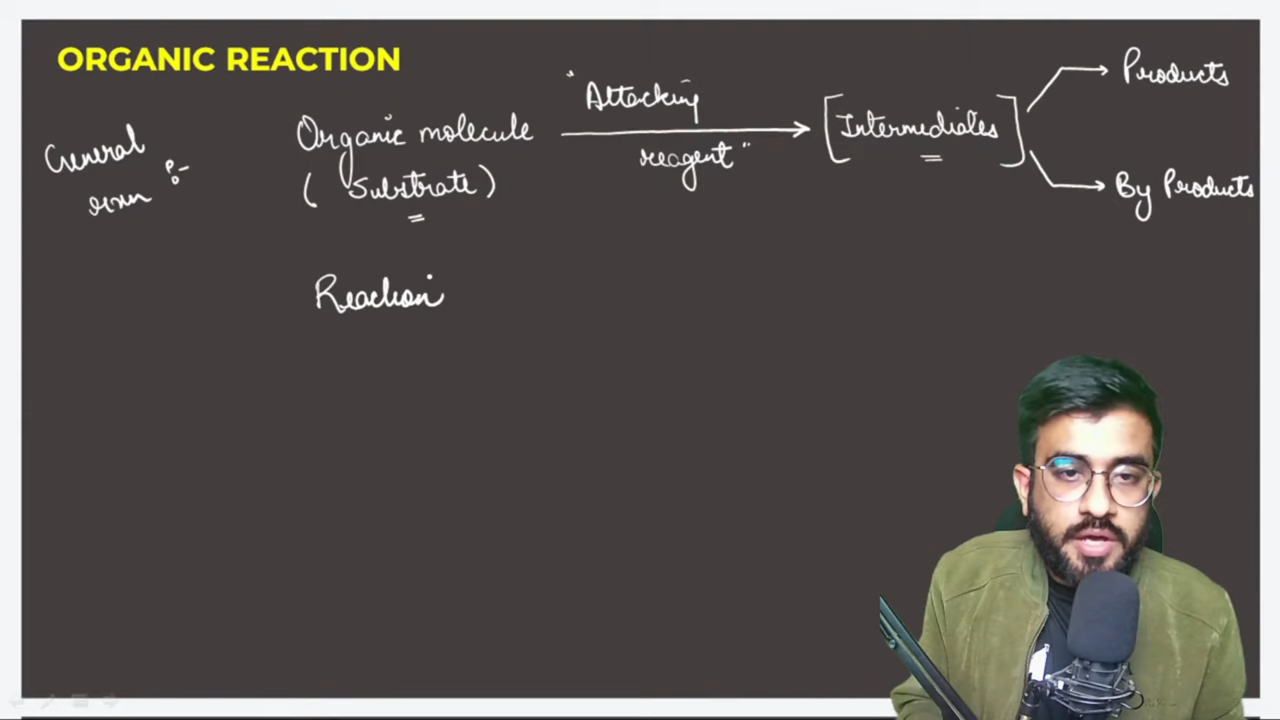 ORGANIC REACTION
General rxn :-
Organic molecule
(Substrate)
"Attacking
reagent"
[Intermediates]
Products
By Products
Reaction